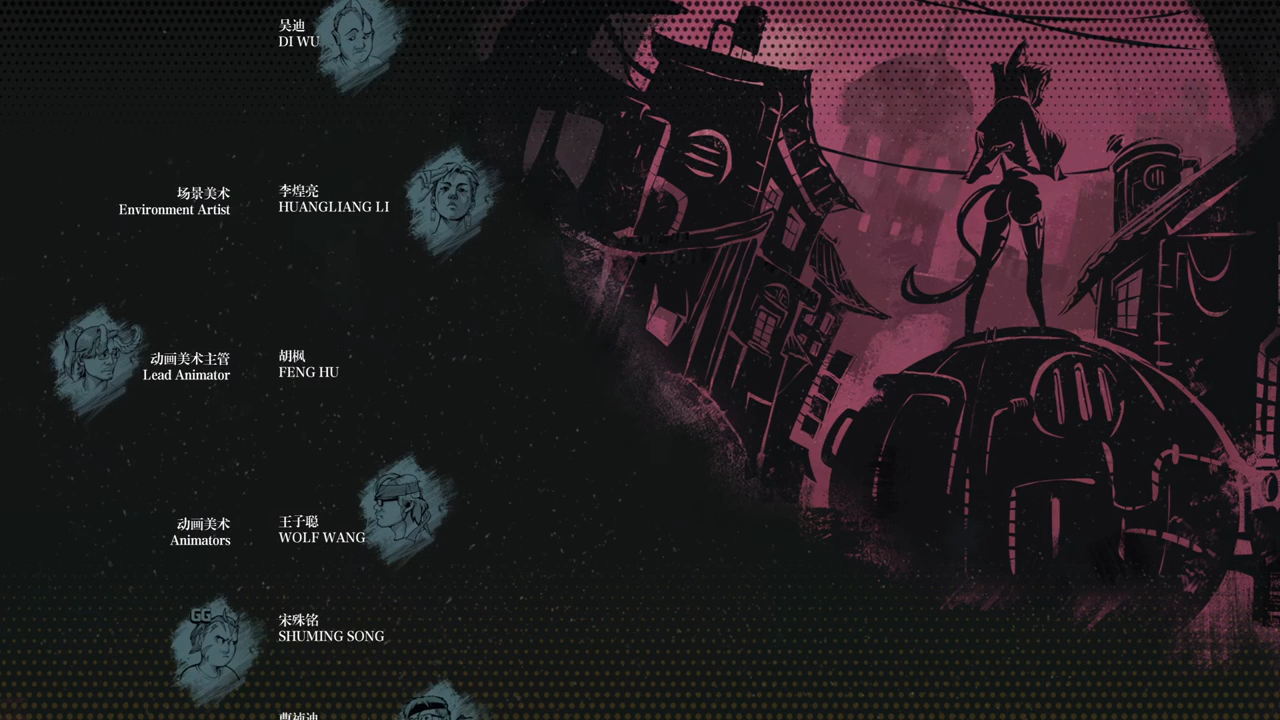 吴迪
DI WU
场景美术
Environment Artist
李煌亮
HUANGLIANG LI
动画美术主管
Lead Animator
胡枫
FENG HU
动画美术
Animators
王子聪
WOLF WANG
GG
宋殊铭
SHUMING SONG